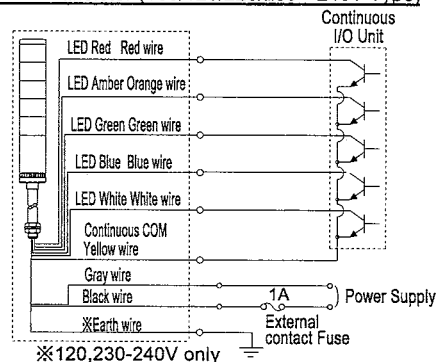 Continuous
I/O Unit
LED Red Red wire
LED Amber Orange wire
LED Green Green wire
LED Blue Blue wire
LED White White wire
Continuous COM
Yellow wire
Gray wire
Black wire
1A
Power Supply
※Earth wire
External
contact Fuse
※120,230-240V only